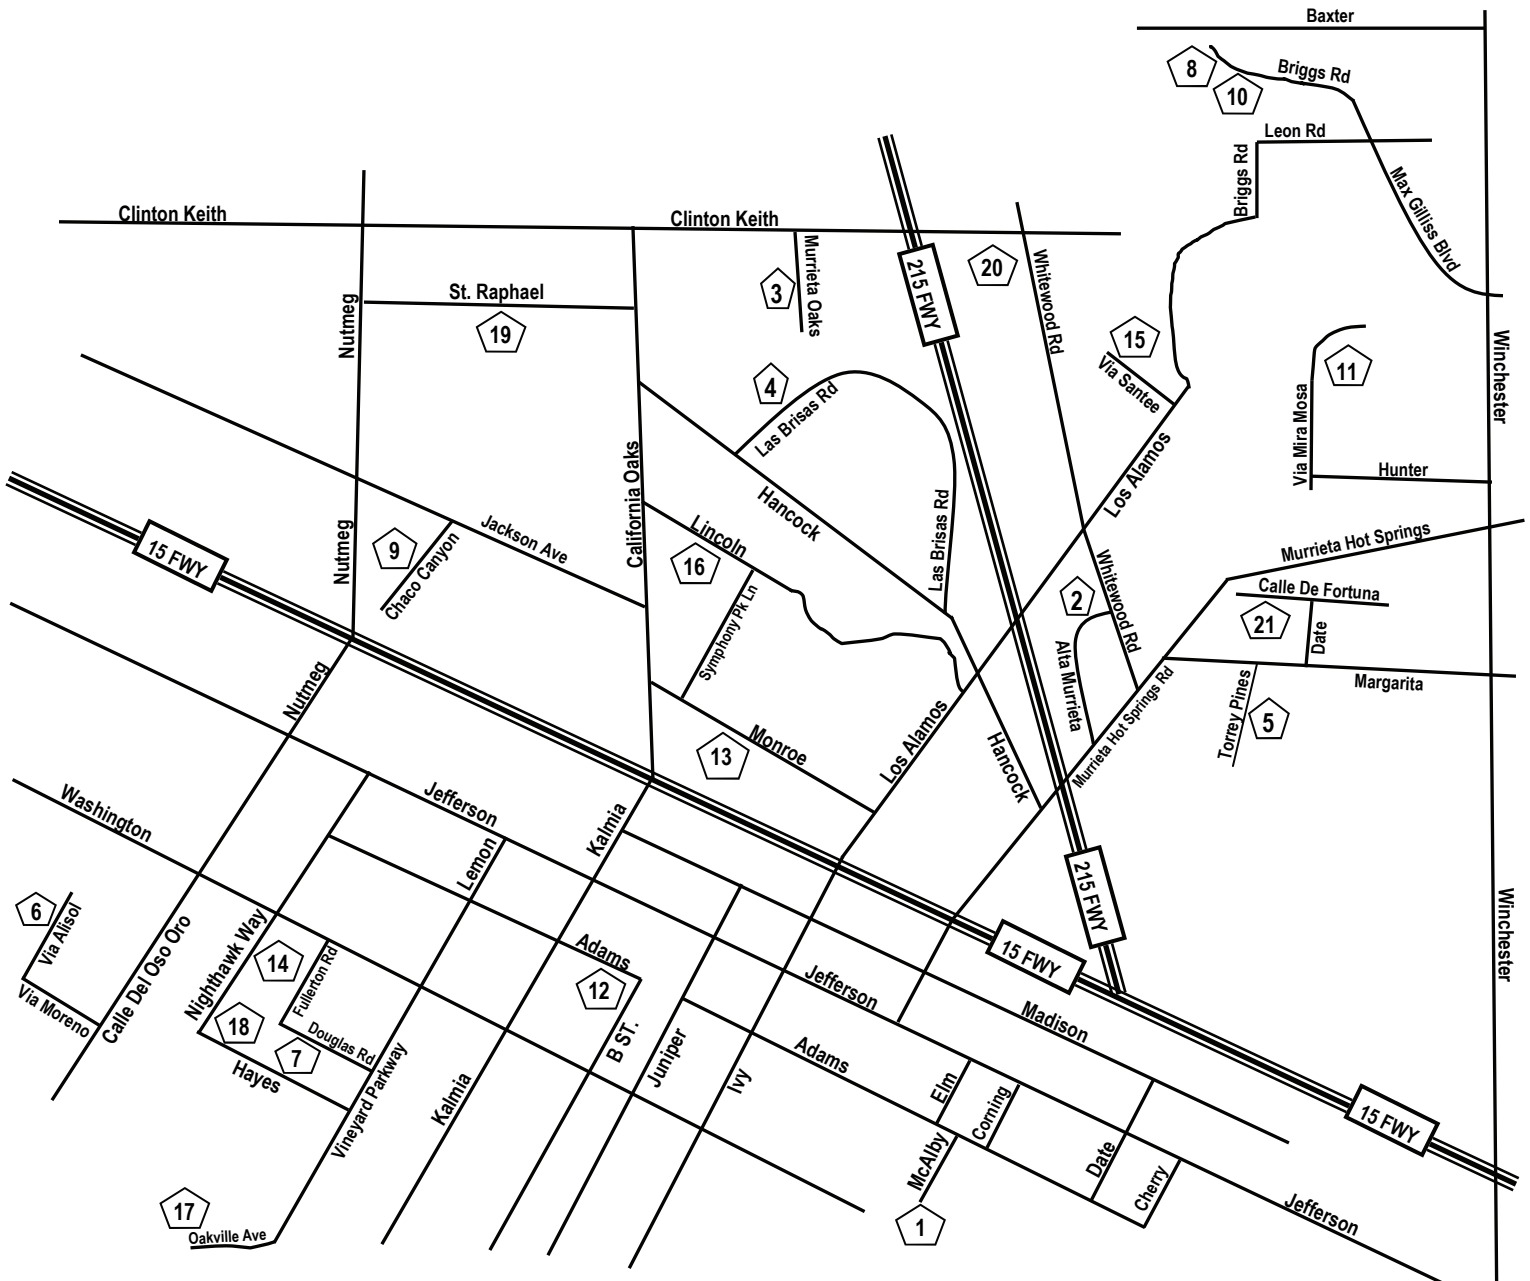 Baxter
8
Briggs Rd
10
Leon Rd
Briggs Rd
Max Gilliss Blvd
Clinton Keith
Clinton Keith
Murrieta Oaks
3
215 FWY
20
Whitewood Rd
St. Raphael
19
Nutmeg
15
Via Santee
11
Winchester
4
Las Brisas Rd
Via Mira Mosa
Hunter
Los Alamos
California Oaks
Hancock
Las Brisas Rd
Lincoln
16
Jackson Ave
Nutmeg
9
Chaco Canyon
15 FWY
Murrieta Hot Springs
Calle De Fortuna
21
Date
Whitewood Rd
2
Alta Murrieta
Symphony Pk Ln
Murrieta Hot Springs Rd
Margarita
Torrey Pines
5
Nutmeg
Monroe
13
Los Alamos
Hancock
Washington
Jefferson
Kalmia
Lemon
215 FWY
Winchester
6
Via Alisol
Via Moreno
Calle Del Oso Oro
Nighthawk Way
14
Fullerton Rd
18
7
Douglas Rd
Hayes
Vineyard Parkway
Adams
12
B ST.
Juniper
Ivy
Kalmia
Jefferson
15 FWY
Madison
Adams
Elm
Corning
McAlby
1
Date
Cherry
15 FWY
Jefferson
17
Oakville Ave